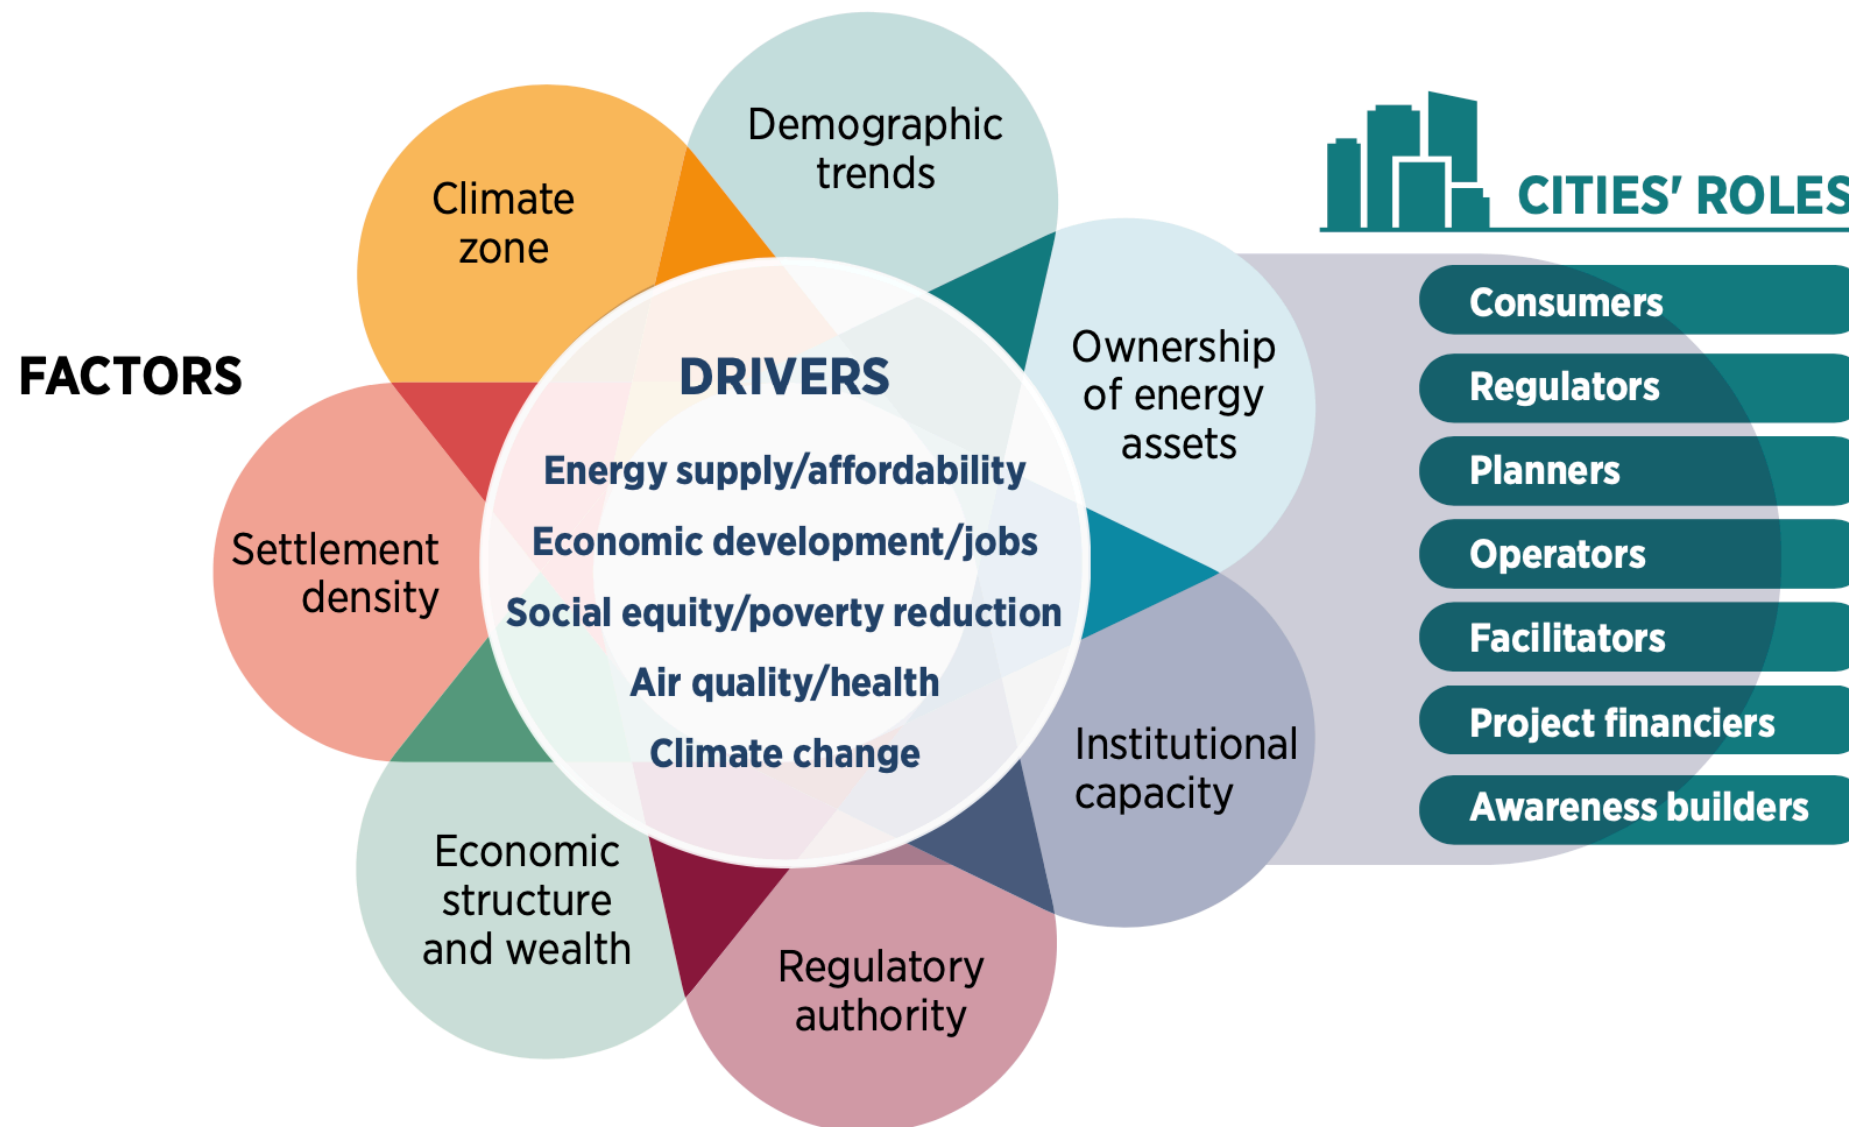 FACTORS
Climate
zone
Demographic
trends
Ownership
of energy
assets
Institutional
capacity
Regulatory
authority
Economic
structure
and wealth
Settlement
density
DRIVERS
Energy supply/affordability
Economic development/jobs
Social equity/poverty reduction
Air quality/health
Climate change
CITIES' ROLES
Consumers
Regulators
Planners
Operators
Facilitators
Project financiers
Awareness builders